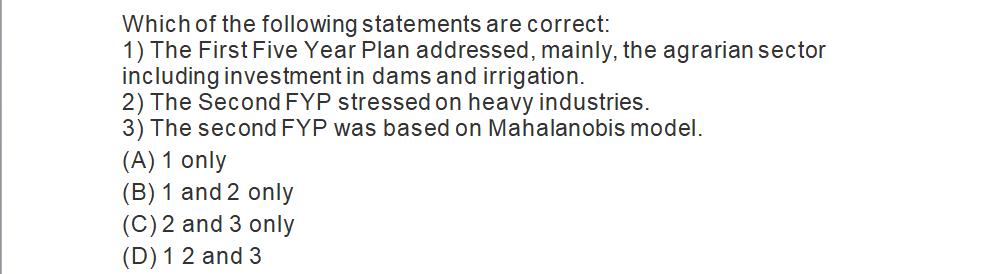 Which of the following statements are correct:
1) The First Five Year Plan addressed, mainly, the agrarian sector
including investment in dams and irrigation.
2) The Second FYP stressed on heavy industries.
3) The second FYP was based on Mahalanobis model.
(A) 1 only
(B) 1 and 2 only
(C) 2 and 3 only
(D) 1 2 and 3